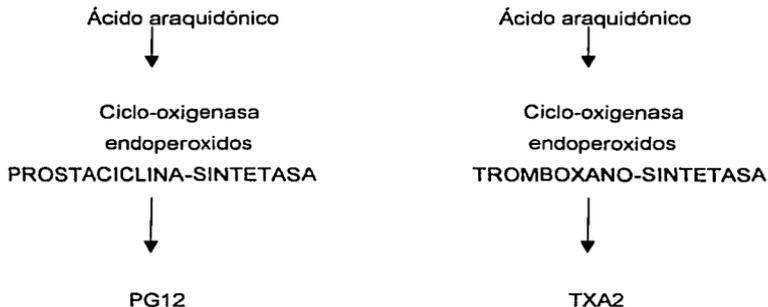 Ácido araquidónico
Ciclo-oxigenasa
endoperoxidos
PROSTACICLINA-SINTETASA
PG12
Ácido araquidónico
Ciclo-oxigenasa
endoperoxidos
TROMBOXANO-SINTETASA
TXA2